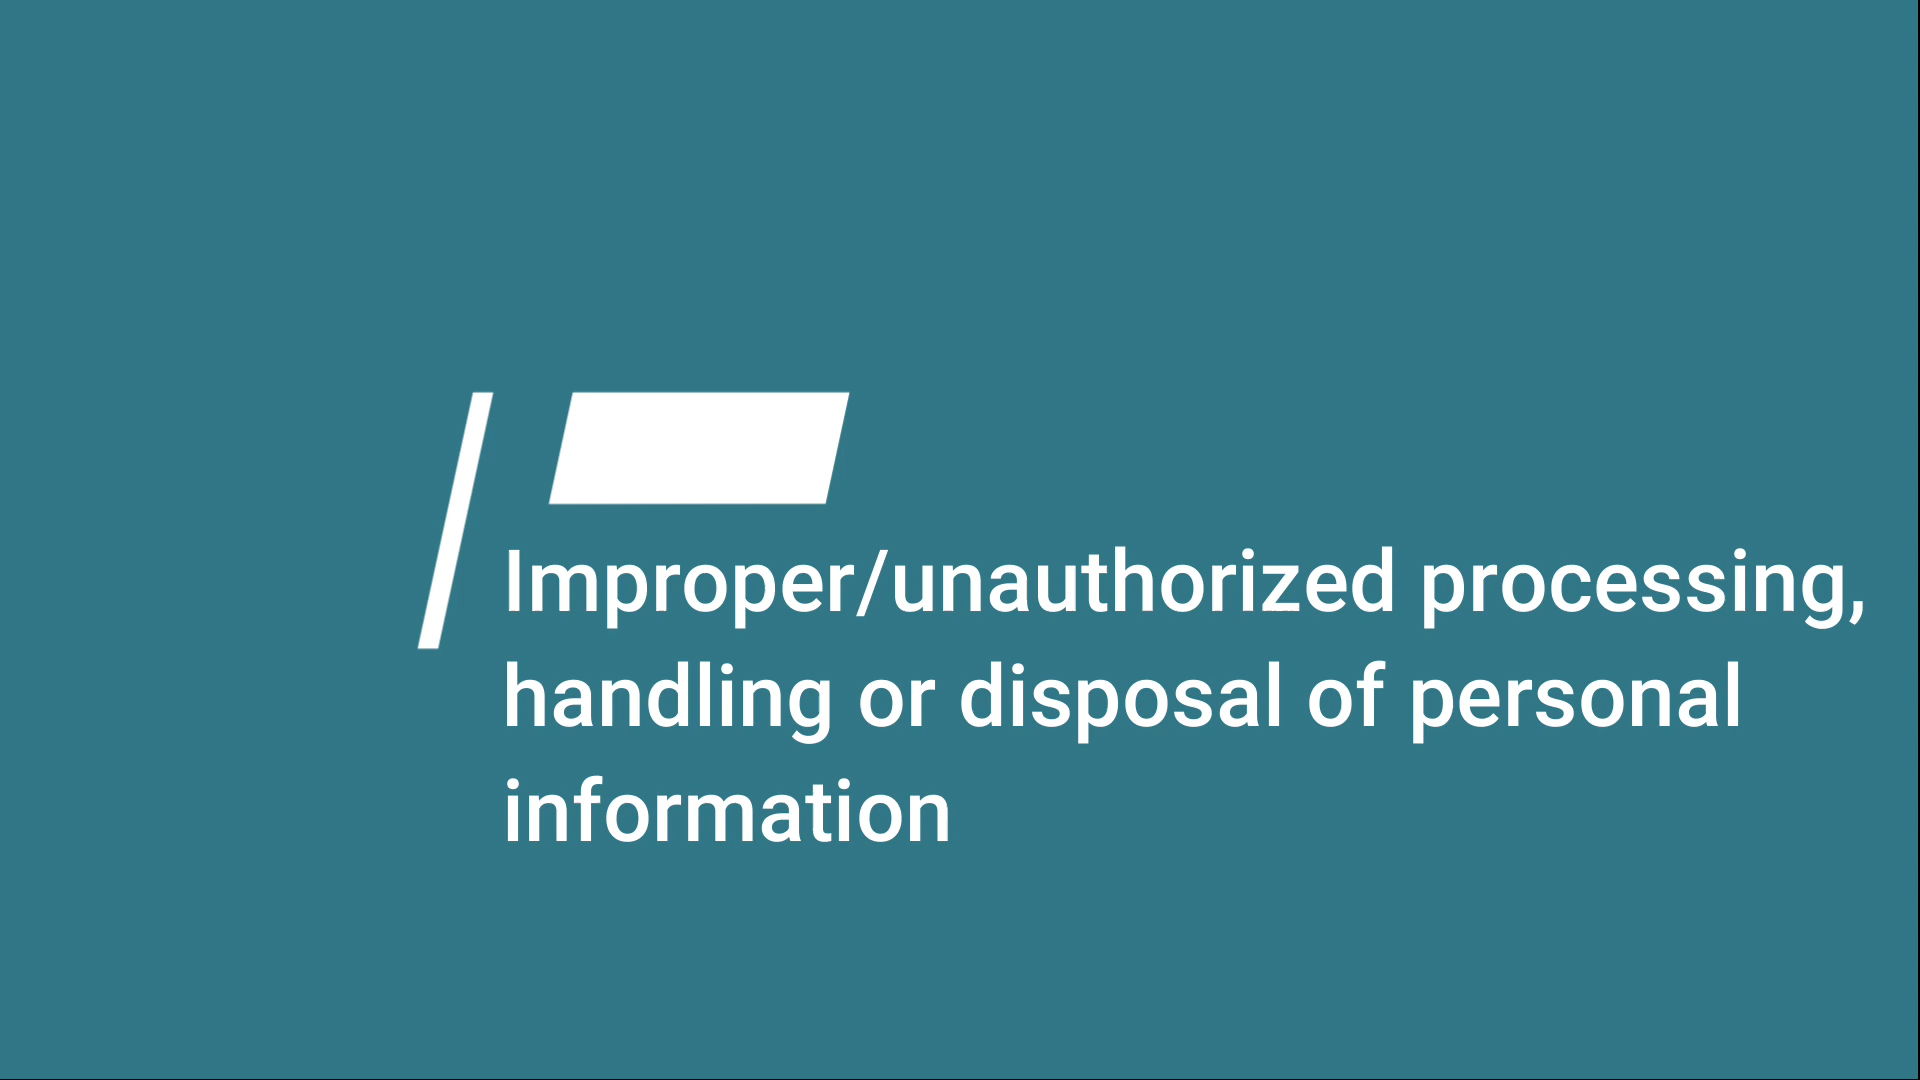 Improper/unauthorized processing,
handling or disposal of personal
information